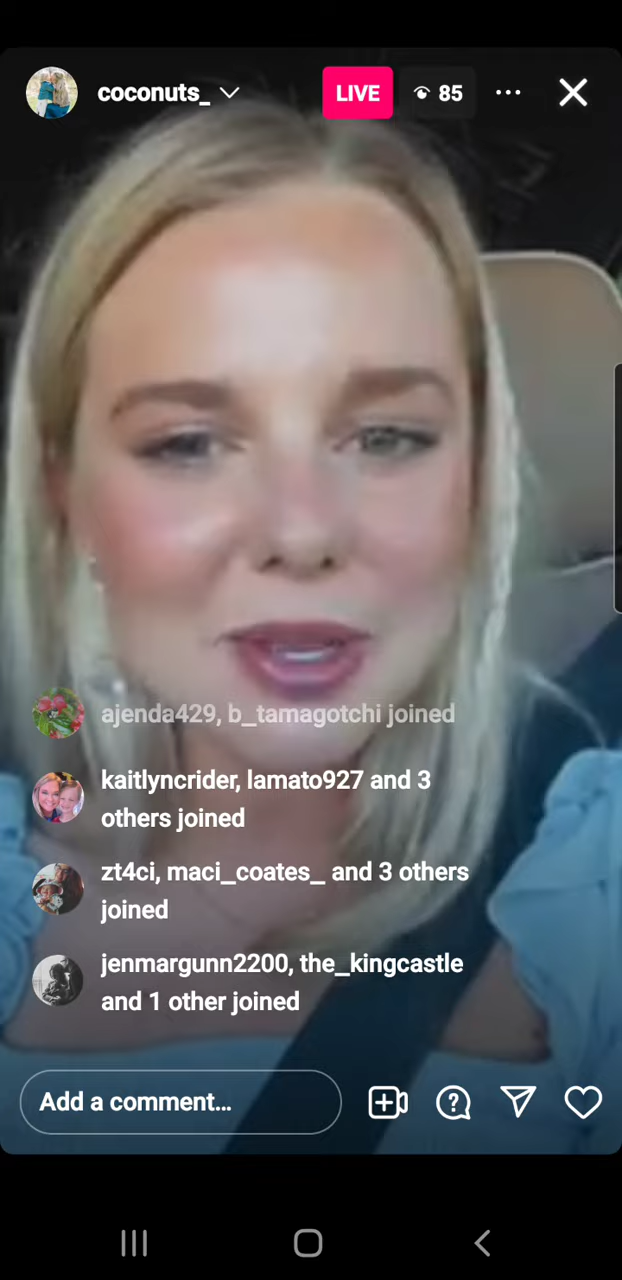 coconuts_
LIVE
85
ajenda429, b_tamagotchi joined
kaitlyncrider, lamato927 and 3
others joined
zt4ci, maci_coates_ and 3 others
joined
jenmargunn2200, the_kingcastle
and 1 other joined
Add a comment...